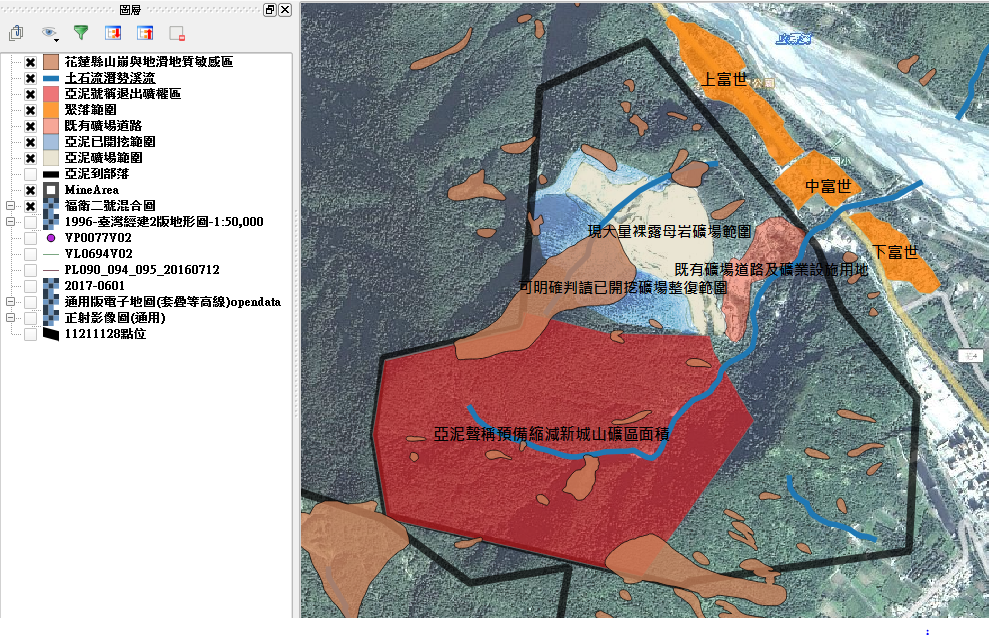 圖層
花蓮縣山崩與地滑地質敏感區
土石流潛勢溪流
亞泥號稱退出礦權區
聚落範圍
既有礦場道路
亞泥已開挖範圍
亞泥礦場範圍
亞泥到部落
MineArea
福衛二號混合圖
1996-臺灣經建2版地形圖-1:50,000
VP0077V02
VL0694V02
PL090_094_095_20160712
2017-0601
通用版電子地圖(套疊等高線)opendata
正射影像圖(通用)
11211128點位
上富世
中富世
下富世
現大量裸露母岩礦場範圍
既有礦場道路及礦業設施用地
可明確判讀已開挖礦場整復範圍
亞泥聲稱預備縮減新城山礦區面積